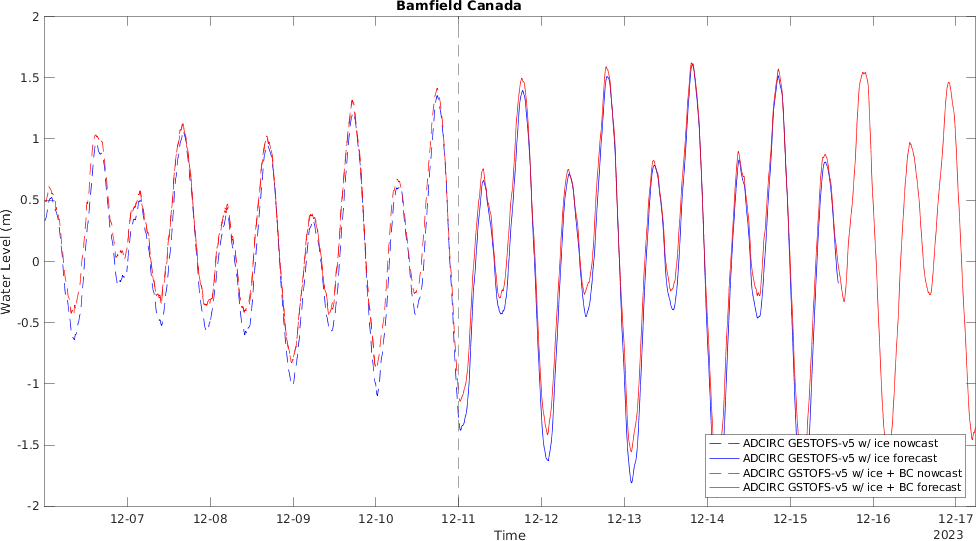 Bamfield Canada
2
1.5
1
0.5
0
-0.5
-1
-1.5
-2
Water Level (m)
ADCIRC GESTOFS-v5 w/ ice nowcast
ADCIRC GESTOFS-v5 w/ ice forecast
ADCIRC GSTOFS-v5 w/ ice + BC nowcast
ADCIRC GSTOFS-v5 w/ ice + BC forecast
12-07 12-08 12-09 12-10 12-11 12-12 12-13 12-14 12-15 12-16 12-17
Time
2023